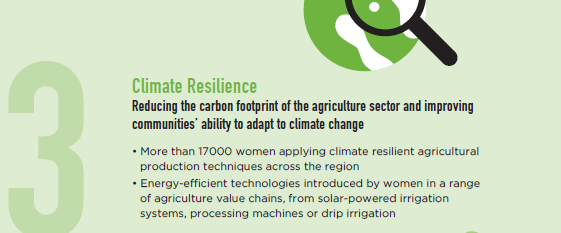 3
Climate Resilience
Reducing the carbon footprint of the agriculture sector and improving
communities' ability to adapt to climate change
• More than 17000 women applying climate resilient agricultural
production techniques across the region
• Energy-efficient technologies introduced by women in a range
of agriculture value chains, from solar-powered irrigation
systems, processing machines or drip irrigation